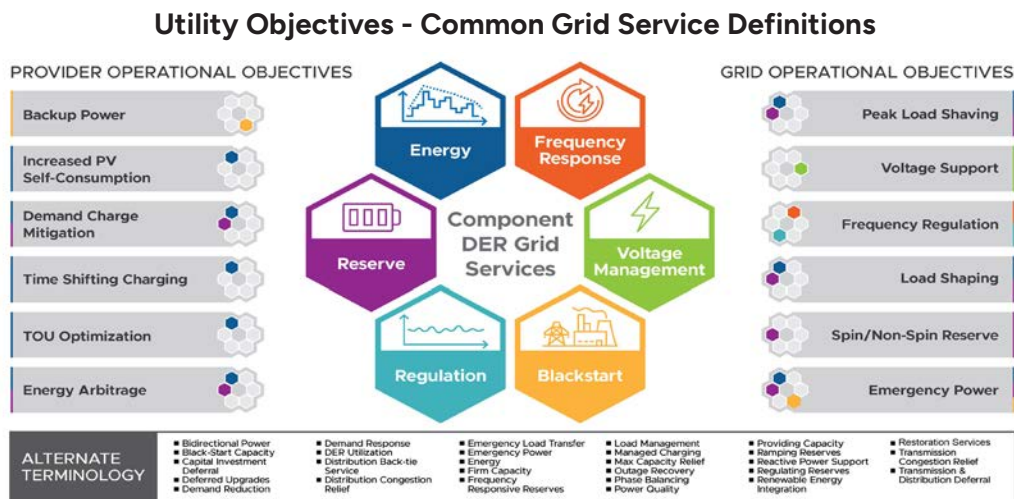 Utility Objectives - Common Grid Service Definitions
PROVIDER OPERATIONAL OBJECTIVES
Backup Power
Increased PV
Self-Consumption
Demand Charge
Mitigation
Time Shifting Charging
TOU Optimization
Energy Arbitrage
Energy
Frequency
Response
Reserve
Component
DER Grid
Services
Voltage
Management
Regulation
Blackstart
GRID OPERATIONAL OBJECTIVES
Peak Load Shaving
Voltage Support
Frequency Regulation
Load Shaping
Spin/Non-Spin Reserve
Emergency Power
ALTERNATE
TERMINOLOGY
■ Bidirectional Power
■ Black-Start Capacity
■ Capital Investment
Deferral
■ Deferred Upgrades
■ Demand Reduction
■ Demand Response
■ DER Utilization
■ Distribution Back-tie
Service
■ Distribution Congestion
Relief
■ Emergency Load Transfer
■ Emergency Power
■ Energy
■ Firm Capacity
■ Frequency
Responsive Reserves
■ Load Management
■ Managed Charging
■ Max Capacity Relief
■ Outage Recovery
■ Phase Balancing
■ Power Quality
■ Providing Capacity
■ Ramping Reserves
■ Reactive Power Support
■ Regulating Reserves
■ Renewable Energy
Integration
■ Restoration Services
■ Transmission
Congestion Relief
■ Transmission &
Distribution Deferral